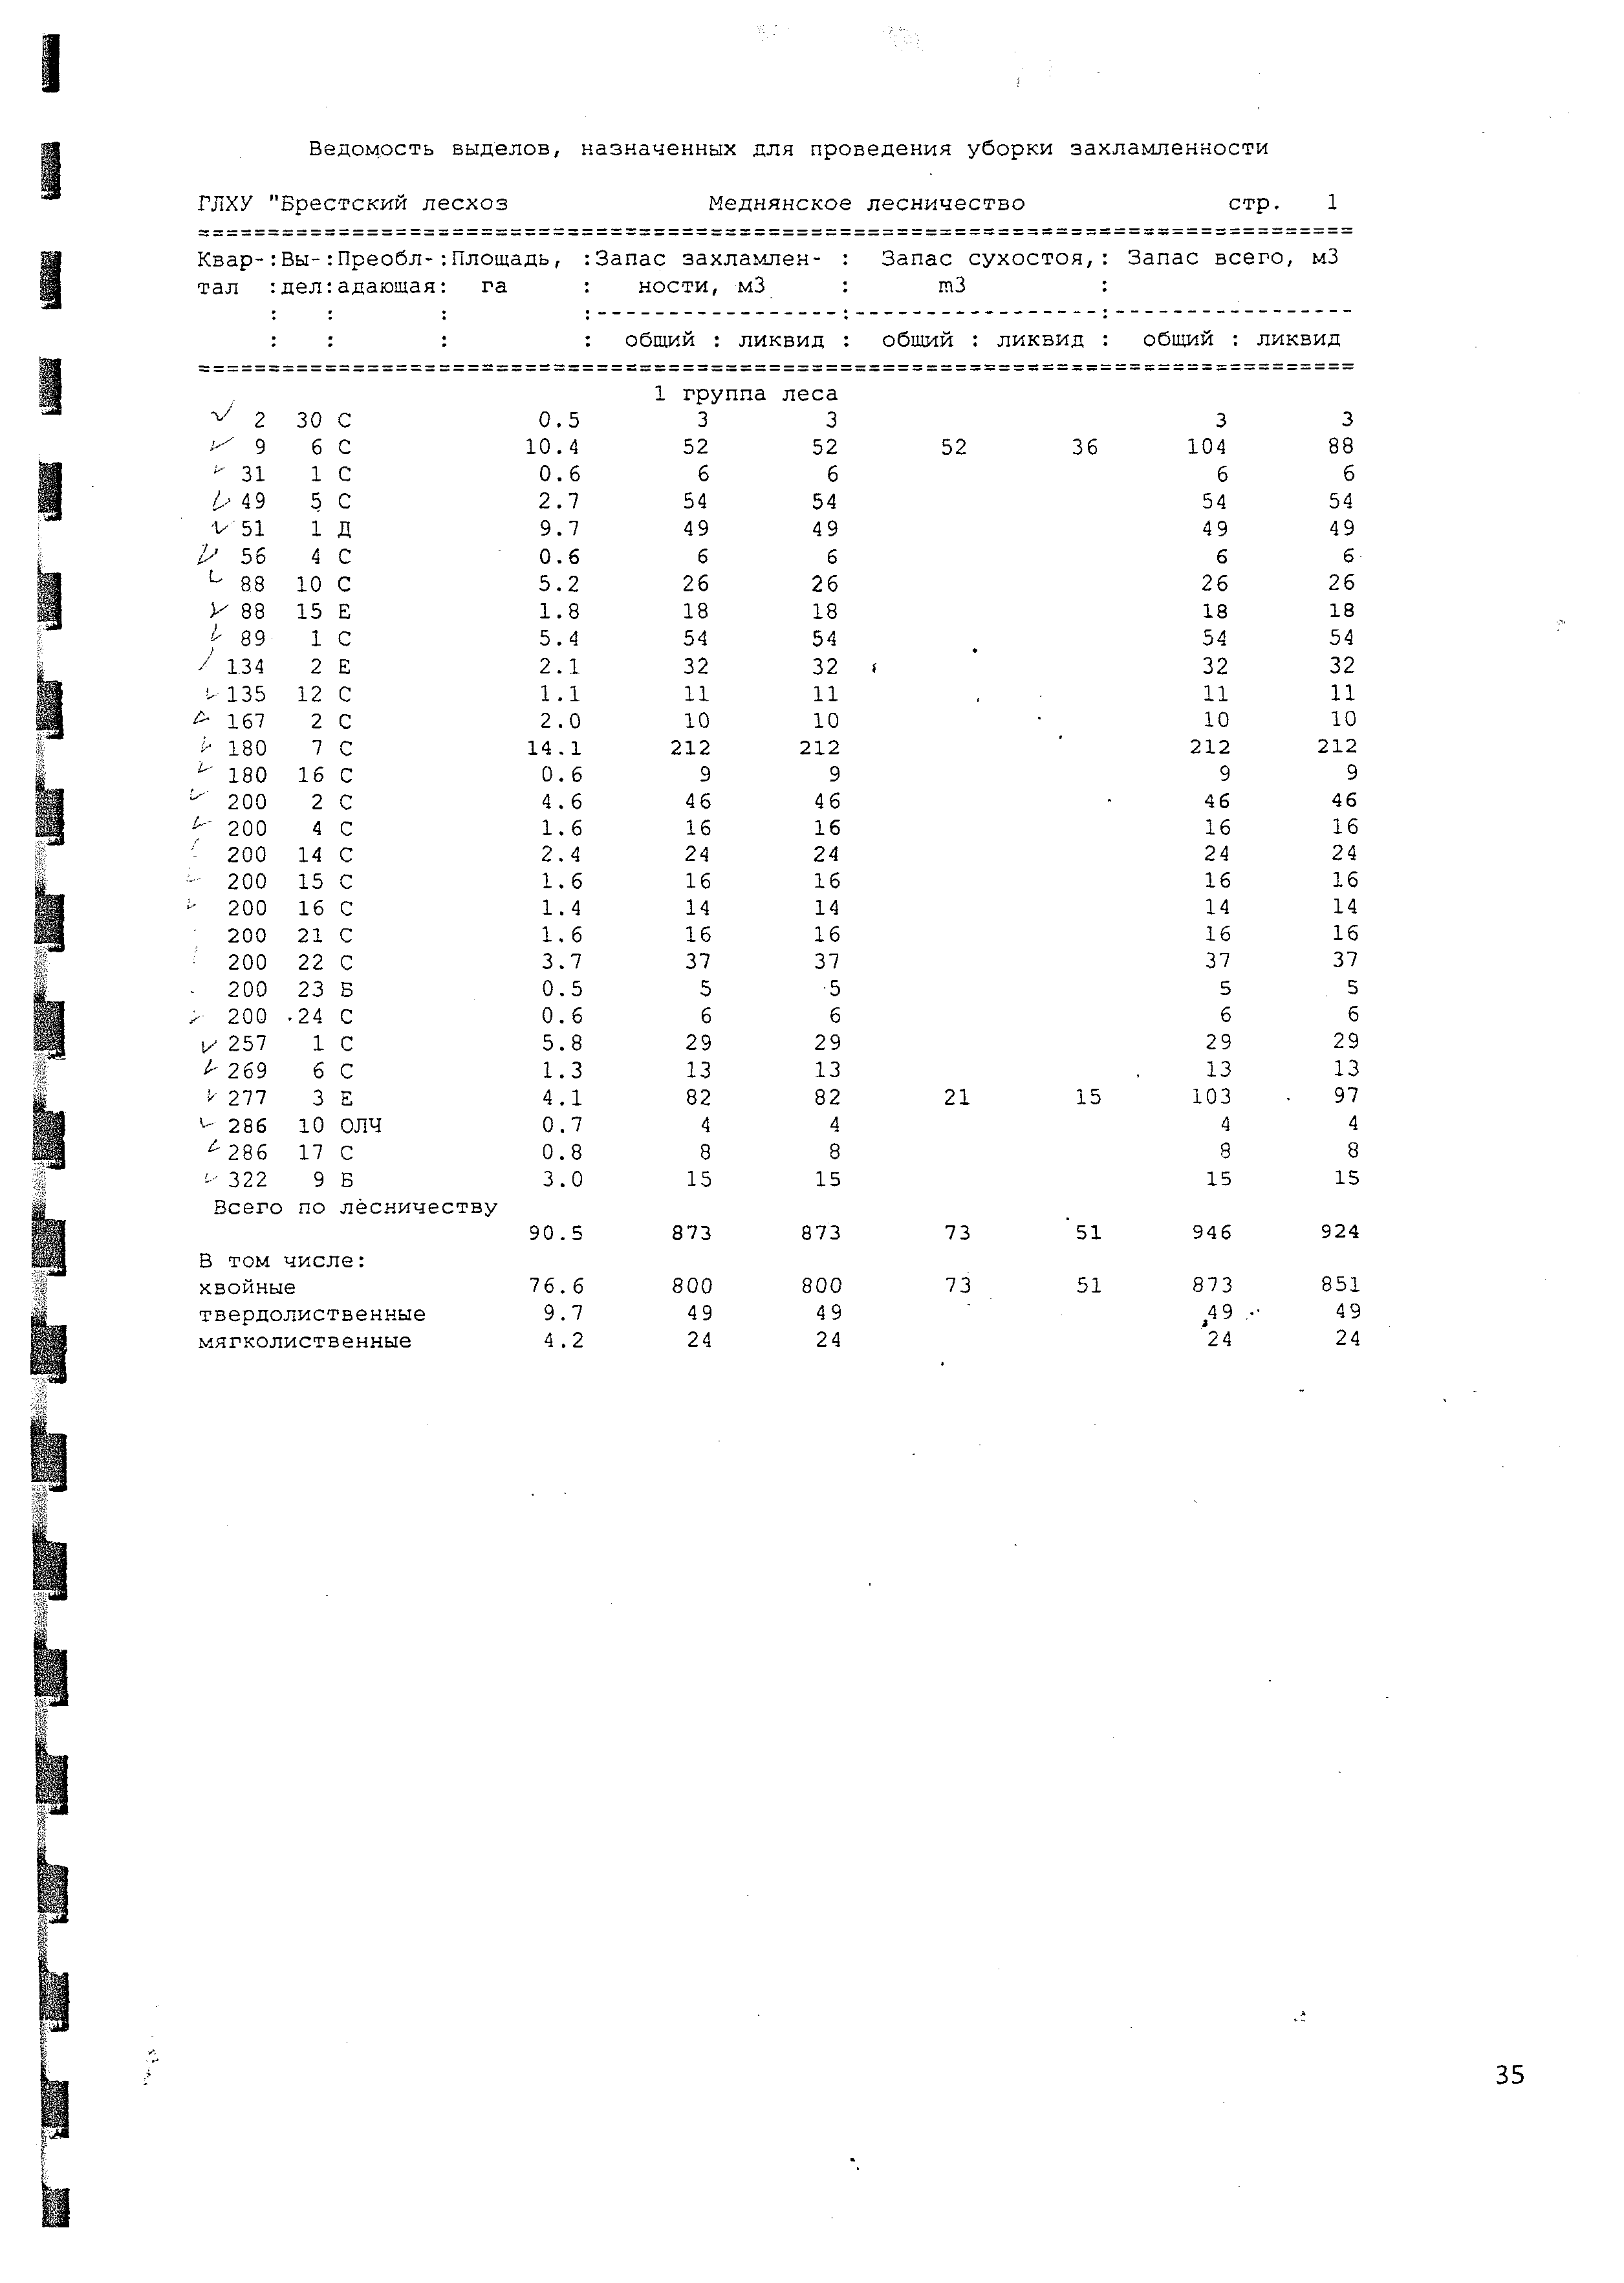 Ведомость выделов, назначенных для проведения уборки захламленности
ГЛХУ "Брестский лесхоз Меднянское лесничество стр. 1
================================================================================
Квар-:Вы-:Преобл-:Площадь, :Запас захламлен- : Запас сухостоя,: Запас всего, м3
тал :дел:адающая: га : ности, м3 : m3 :
: : : :-----------------:-----------------:-----------------
: : : : общий : ликвид : общий : ликвид : общий : ликвид
================================================================================
1 группа леса
✓ 2 30 С 0.5 3 3 3 3
✓ 9 6 С 10.4 52 52 52 36 104 88
✓ 31 1 С 0.6 6 6 6 6
✓ 49 5 С 2.7 54 54 54 54
✓ 51 1 Д 9.7 49 49 49 49
✓ 56 4 С 0.6 6 6 6 6
✓ 88 10 С 5.2 26 26 26 26
✓ 88 15 Е 1.8 18 18 18 18
✓ 89 1 С 5.4 54 54 54 54
✓ 134 2 Е 2.1 32 32 32 32
✓ 135 12 С 1.1 11 11 11 11
✓ 167 2 С 2.0 10 10 10 10
✓ 180 7 С 14.1 212 212 212 212
✓ 180 16 С 0.6 9 9 9 9
✓ 200 2 С 4.6 46 46 46 46
✓ 200 4 С 1.6 16 16 16 16
200 14 С 2.4 24 24 24 24
✓ 200 15 С 1.6 16 16 16 16
✓ 200 16 С 1.4 14 14 14 14
200 21 С 1.6 16 16 16 16
200 22 С 3.7 37 37 37 37
200 23 Б 0.5 5 5 5 5
✓ 200 24 С 0.6 6 6 6 6
✓ 257 1 С 5.8 29 29 29 29
✓ 269 6 С 1.3 13 13 13 13
✓ 277 3 Е 4.1 82 82 21 15 103 97
✓ 286 10 ОЛЧ 0.7 4 4 4 4
✓ 286 17 С 0.8 8 8 8 8
✓ 322 9 Б 3.0 15 15 15 15
Всего по лесничеству
90.5 873 873 73 51 946 924
В том числе:
хвойные 76.6 800 800 73 51 873 851
твердолиственные 9.7 49 49 49 49
мягколиственные 4.2 24 24 24 24
35